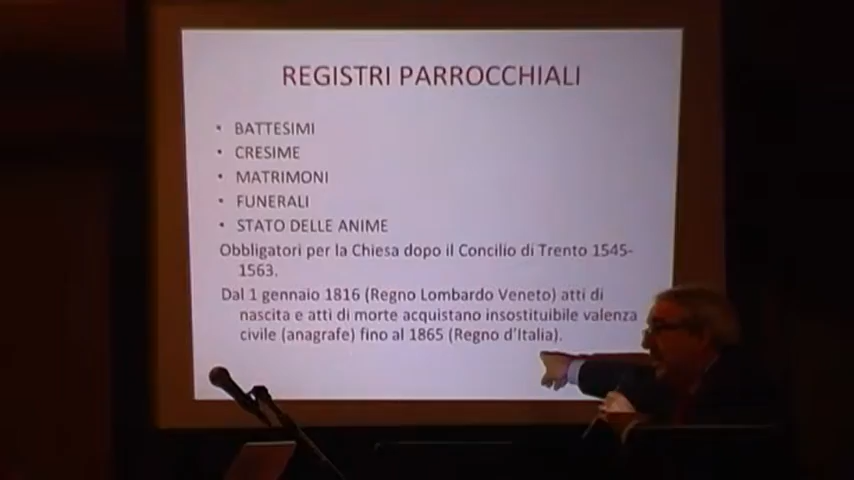 REGISTRI PARROCCHIALI
• BATTESIMI
• CRESIME
• MATRIMONI
• FUNERALI
• STATO DELLE ANIME
Obbligatori per la Chiesa dopo il Concilio di Trento 1545-
1563.
Dal 1 gennaio 1816 (Regno Lombardo Veneto) atti di
nascita e atti di morte acquistano insostituibile valenza
civile (anagrafe) fino al 1865 (Regno d'Italia).